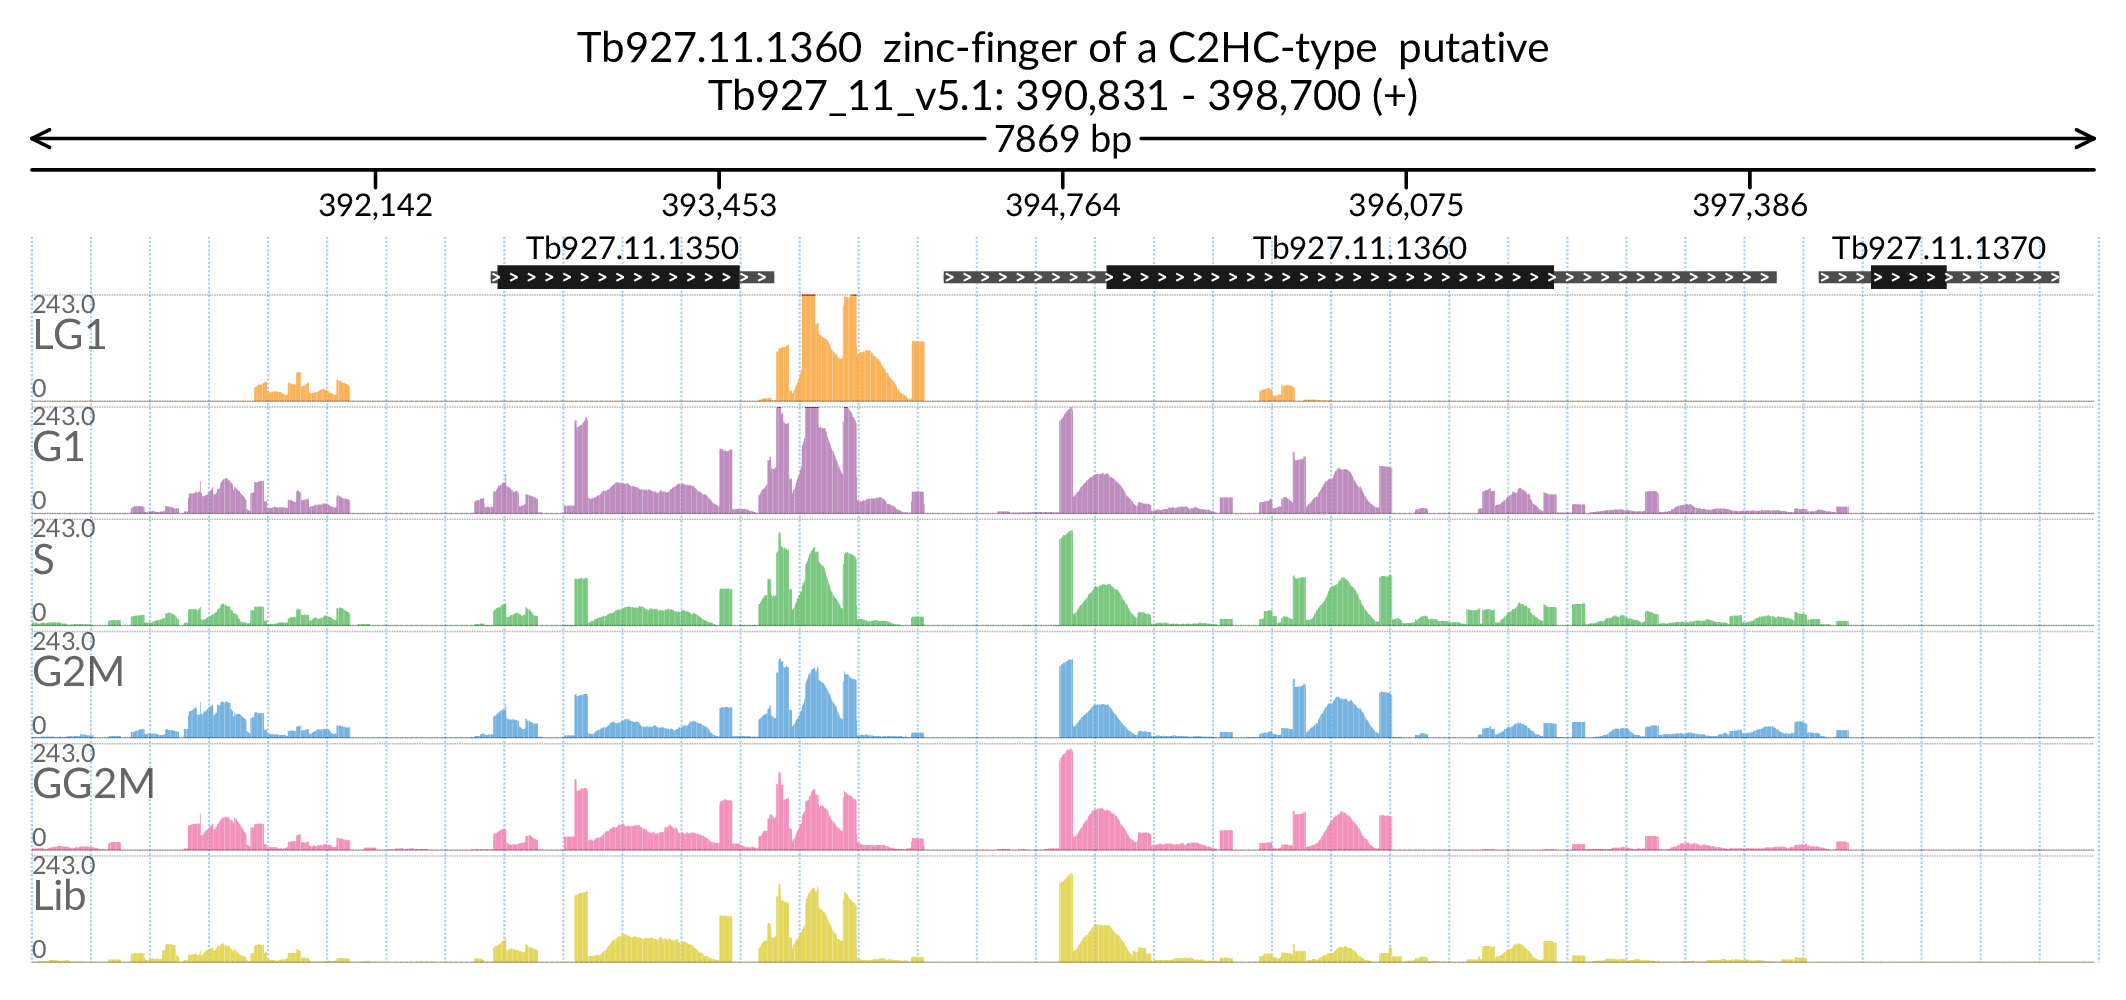 Tb927.11.1360  zinc-finger of a C2HC-type  putative
Tb927_11_v5.1: 390,831 - 398,700 (+)
7869 bp
392,142 393,453 394,764 396,075 397,386
Tb927.11.1350 Tb927.11.1360 Tb927.11.1370
243.0
LG1
0
243.0
G1
0
243.0
S
0
243.0
G2M
0
243.0
GG2M
0
243.0
Lib
0